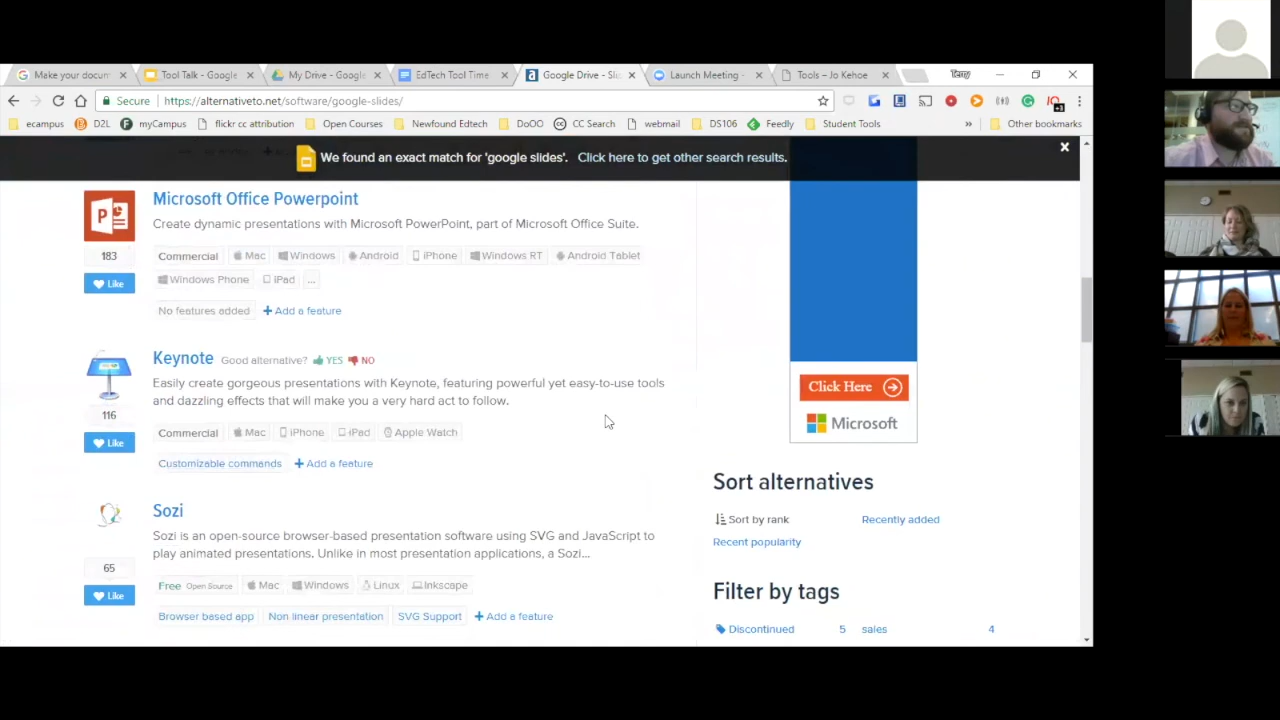 Make your docum
Tool Talk - Google
My Drive - Google
EdTech Tool Time
Google Drive - Sli
Launch Meeting -
Tools – Jo Kehoe
Terry
Secure
https://alternativeto.net/software/google-slides/
ecampus
D2L
myCampus
flickr cc attribution
Open Courses
Newfound Edtech
DoOO
CC Search
webmail
DS106
Feedly
Student Tools
Other bookmarks
We found an exact match for 'google slides'. Click here to get other search results.
Microsoft Office Powerpoint
Create dynamic presentations with Microsoft PowerPoint, part of Microsoft Office Suite.
183
Commercial Mac Windows Android iPhone Windows RT Android Tablet
Like
Windows Phone iPad ...
No features added + Add a feature
Keynote Good alternative? YES NO
Easily create gorgeous presentations with Keynote, featuring powerful yet easy-to-use tools
and dazzling effects that will make you a very hard act to follow.
116
Commercial Mac iPhone iPad Apple Watch
Like
Customizable commands + Add a feature
Sozi
Sozi is an open-source browser-based presentation software using SVG and JavaScript to
play animated presentations. Unlike in most presentation applications, a Sozi...
65
Free Open Source Mac Windows Linux Inkscape
Like
Browser based app Non linear presentation SVG Support + Add a feature
Click Here
Microsoft
Sort alternatives
Sort by rank Recently added
Recent popularity
Filter by tags
Discontinued 5 sales 4